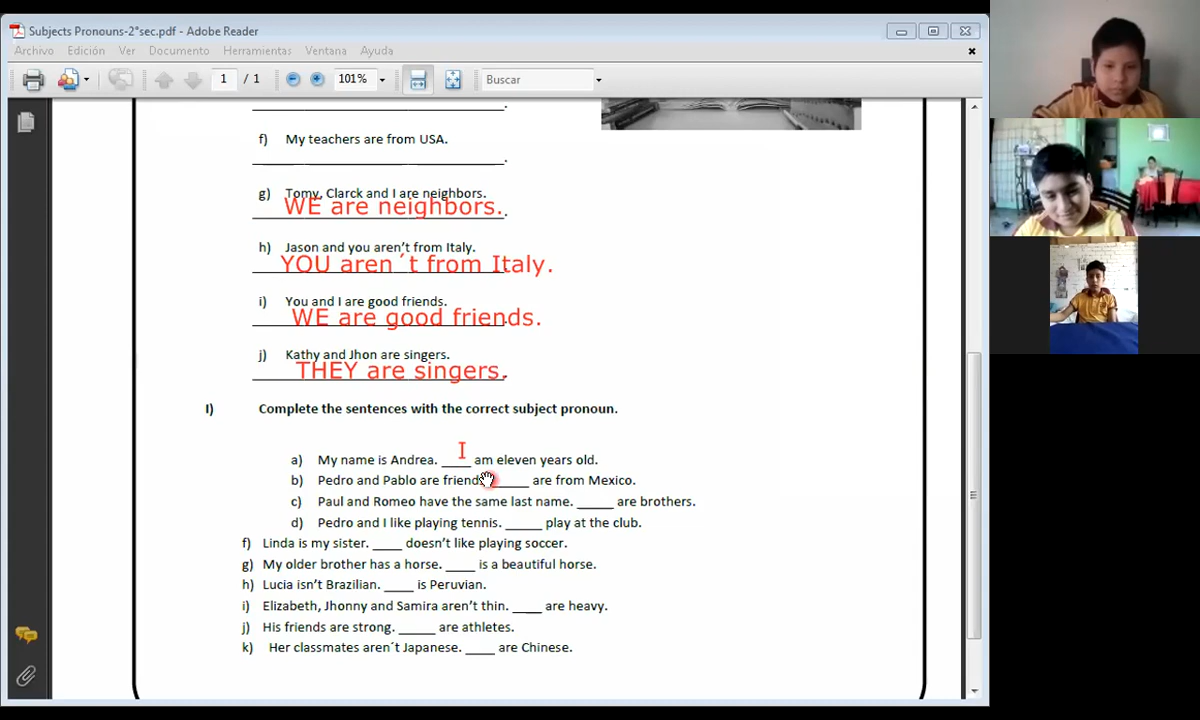 Subjects Pronouns-2°sec.pdf - Adobe Reader
Archivo Edición Ver Documento Herramientas Ventana Ayuda
1 / 1 101% Buscar
f) My teachers are from USA.
g) Tomy, Clarck and I are neighbors.
WE are neighbors.
h) Jason and you aren't from Italy.
YOU aren´t from Italy.
i) You and I are good friends.
WE are good friends.
j) Kathy and Jhon are singers.
THEY are singers.
I) Complete the sentences with the correct subject pronoun.
a) My name is Andrea. I am eleven years old.
b) Pedro and Pablo are friends ____ are from Mexico.
c) Paul and Romeo have the same last name. _____ are brothers.
d) Pedro and I like playing tennis. _____ play at the club.
f) Linda is my sister. ____ doesn't like playing soccer.
g) My older brother has a horse. ____ is a beautiful horse.
h) Lucia isn't Brazilian. ____ is Peruvian.
i) Elizabeth, Jhonny and Samira aren't thin. ____ are heavy.
j) His friends are strong. _____ are athletes.
k) Her classmates aren´t Japanese. ____ are Chinese.